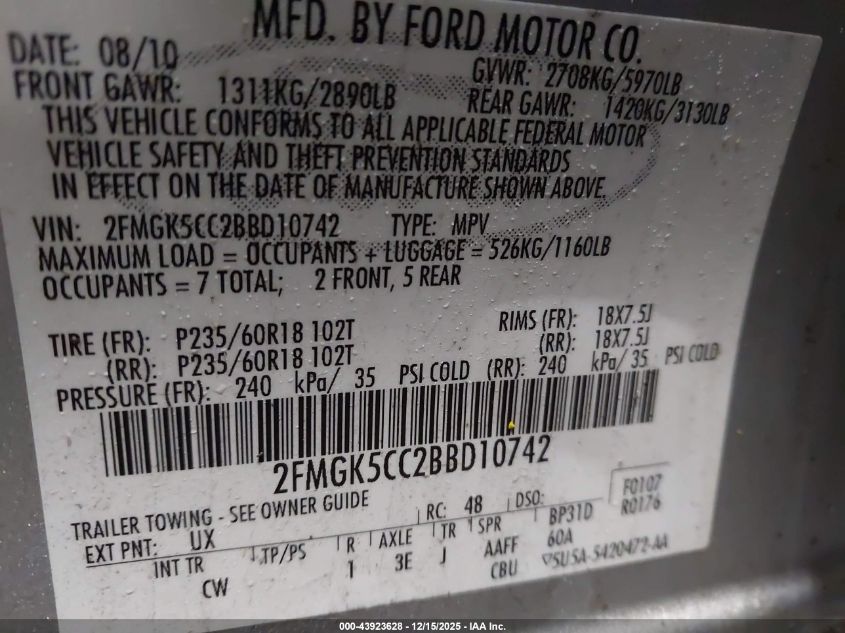 MFD. BY FORD MOTOR CO.
DATE: 08/10 GVWR: 2708KG/5970LB
FRONT GAWR: 1311KG/2890LB REAR GAWR: 1420KG/3130LB
THIS VEHICLE CONFORMS TO ALL APPLICABLE FEDERAL MOTOR
VEHICLE SAFETY AND THEFT PREVENTION STANDARDS
IN EFFECT ON THE DATE OF MANUFACTURE SHOWN ABOVE.
VIN: 2FMGK5CC2BBD10742 TYPE: MPV
MAXIMUM LOAD = OCCUPANTS + LUGGAGE = 526KG/1160LB
OCCUPANTS = 7 TOTAL; 2 FRONT, 5 REAR
TIRE (FR): P235/60R18 102T RIMS (FR): 18X7.5J
(RR): P235/60R18 102T (RR): 18X7.5J
PRESSURE (FR): 240 kPa/ 35 PSI COLD (RR): 240 kPa/ 35 PSI COLD
2FMGK5CC2BBD10742
TRAILER TOWING - SEE OWNER GUIDE RC: 48 DSO: F0107
R0176
EXT PNT: UX AXLE TR SPR BP31D
INT TR TP/PS R 3E J AAFF 60A
CW 1 CBU 5U5A-5420472-AA
000-43923628 - 12/15/2025 - IAA Inc.